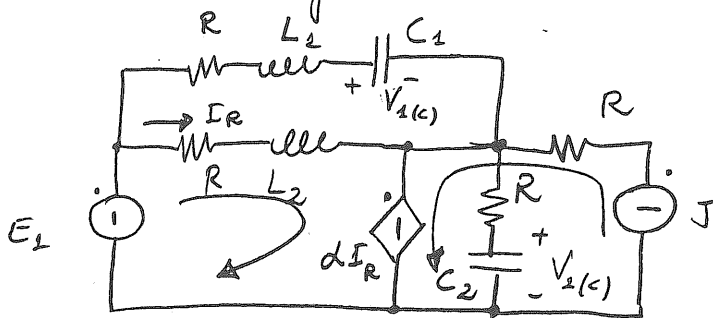 R L1 C1
+ - V1(c)
IR R
R L2 R
E1 αIR C2 + - V2(c) J